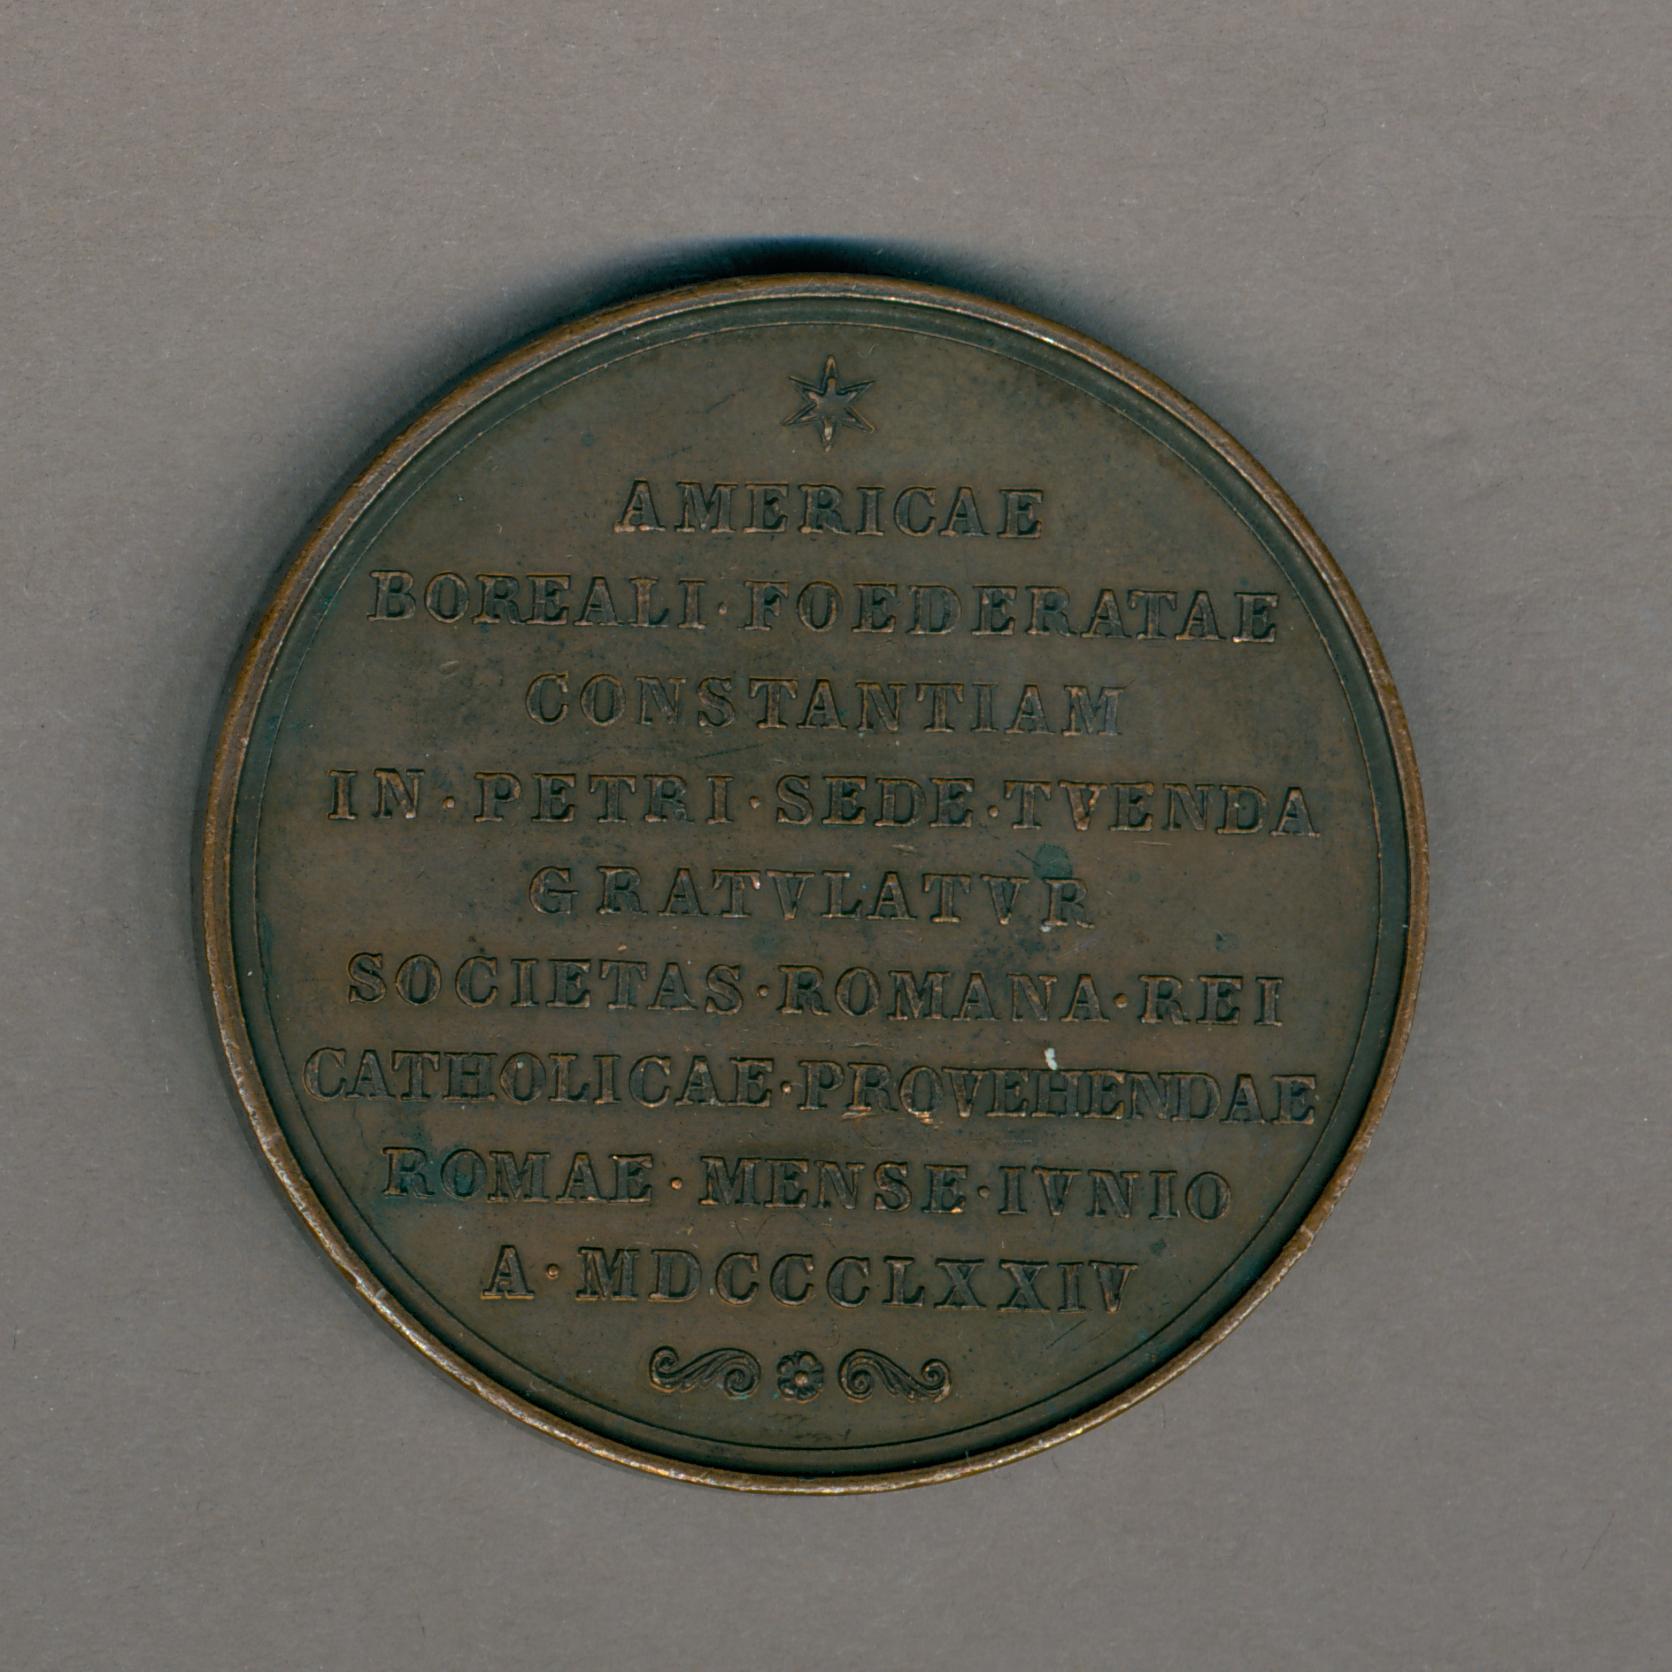 AMERICAE
BOREALI·FOEDERATAE
CONSTANTIAM
IN·PETRI·SEDE·TVENDA
GRATVLATVR
SOCIETAS·ROMANA·REI
CATHOLICAE·PROVEHENDAE
ROMAE·MENSE·IVNIO
A·MDCCCLXXIV